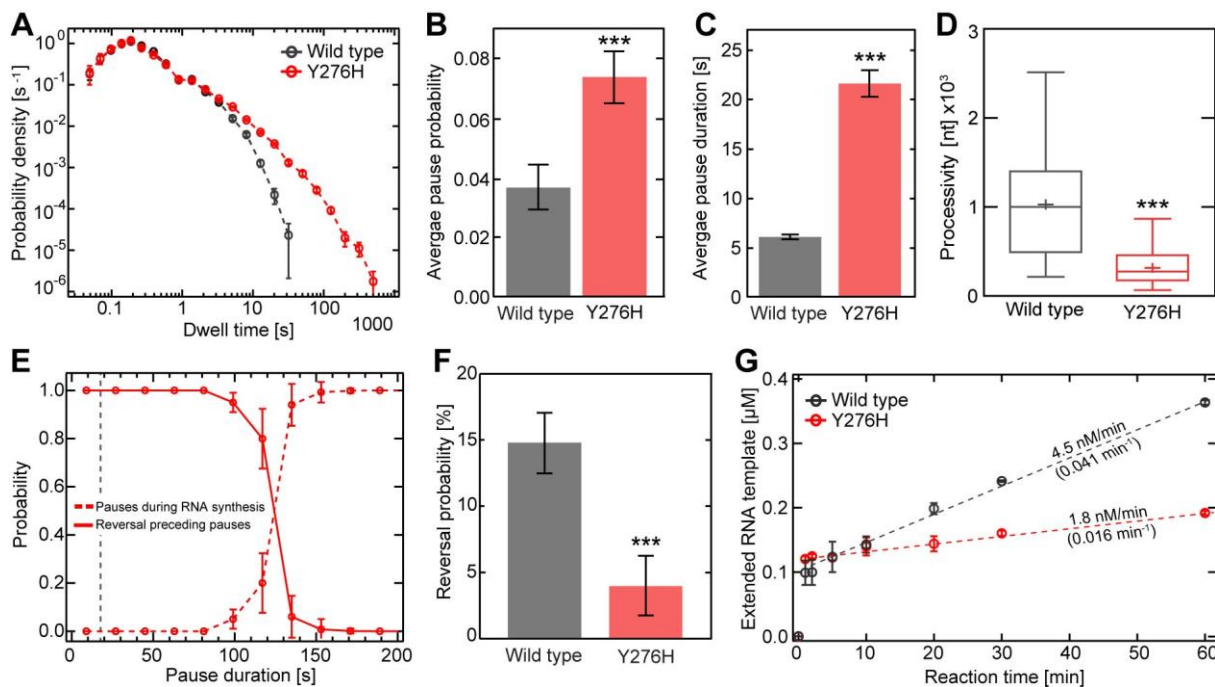 A
Probability density [s⁻¹]
10⁰
10⁻¹
10⁻²
10⁻³
10⁻⁴
10⁻⁵
10⁻⁶
Wild type
Y276H
0.1
1
10
100
1000
Dwell time [s]
B
Avergae pause probability
0.10
0.08
0.06
0.04
0.02
0.00
***
Wild type
Y276H
C
Avergae pause duration [s]
25
20
15
10
5
0
***
Wild type
Y276H
D
Processivity [nt] x10³
3
2
1
0
***
Wild type
Y276H
E
Probability
1.0
0.8
0.6
0.4
0.2
0.0
Pauses during RNA synthesis
Reversal preceding pauses
0
50
100
150
200
Pause duration [s]
F
Reversal probability [%]
20
15
10
5
0
***
Wild type
Y276H
G
Extended RNA template [µM]
0.4
0.3
0.2
0.1
0.0
Wild type
Y276H
4.5 nM/min
(0.041 min⁻¹)
1.8 nM/min
(0.016 min⁻¹)
0
10
20
30
40
50
60
Reaction time [min]